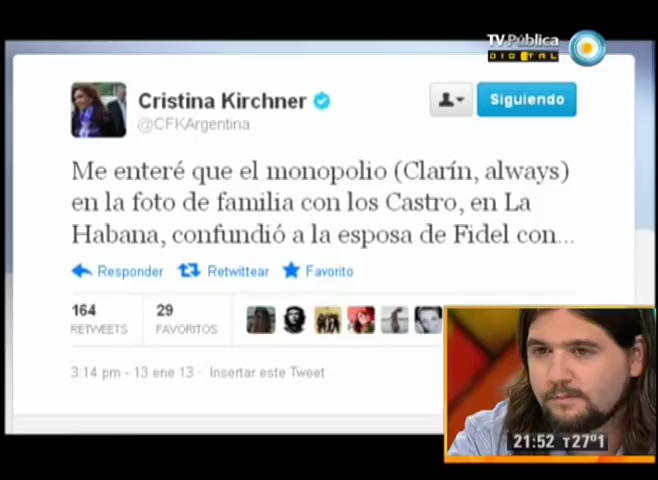 TV Pública
DIGITAL
Cristina Kirchner
@CFKArgentina
Siguiendo
Me enteré que el monopolio (Clarín, always)
en la foto de familia con los Castro, en La
Habana, confundió a la esposa de Fidel con...
Responder Retwittear Favorito
164 29
RETWEETS FAVORITOS
3:14 pm - 13 ene 13 · Insertar este Tweet
21:52 T27°1